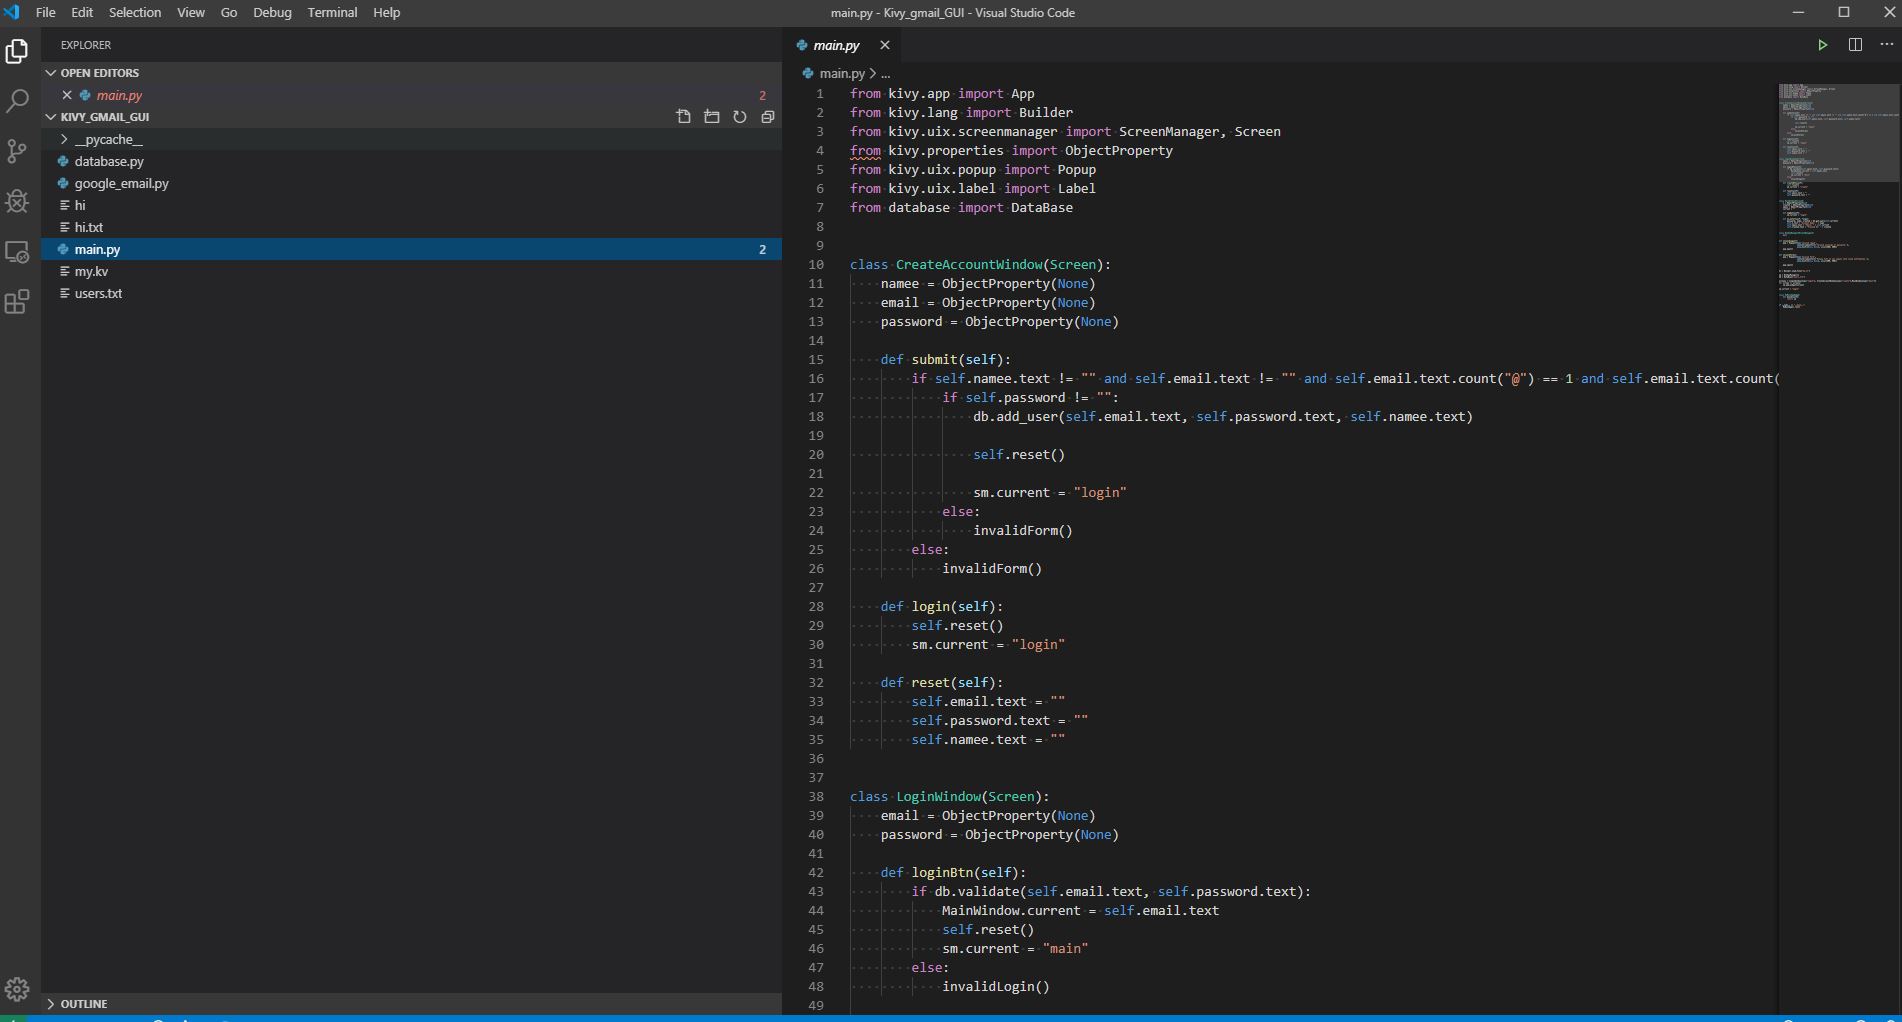 File Edit Selection View Go Debug Terminal Help
main.py - Kivy_gmail_GUI - Visual Studio Code
EXPLORER
OPEN EDITORS
main.py 2
KIVY_GMAIL_GUI
__pycache__
database.py
google_email.py
hi
hi.txt
main.py 2
my.kv
users.txt
OUTLINE
main.py
main.py > ...
1 from kivy.app import App
2 from kivy.lang import Builder
3 from kivy.uix.screenmanager import ScreenManager, Screen
4 from kivy.properties import ObjectProperty
5 from kivy.uix.popup import Popup
6 from kivy.uix.label import Label
7 from database import DataBase
8
9
10 class CreateAccountWindow(Screen):
11     namee = ObjectProperty(None)
12     email = ObjectProperty(None)
13     password = ObjectProperty(None)
14
15     def submit(self):
16         if self.namee.text != "" and self.email.text != "" and self.email.text.count("@") == 1 and self.email.text.count(
17             if self.password != "":
18                 db.add_user(self.email.text, self.password.text, self.namee.text)
19
20                 self.reset()
21
22                 sm.current = "login"
23             else:
24                 invalidForm()
25         else:
26             invalidForm()
27
28     def login(self):
29         self.reset()
30         sm.current = "login"
31
32     def reset(self):
33         self.email.text = ""
34         self.password.text = ""
35         self.namee.text = ""
36
37
38 class LoginWindow(Screen):
39     email = ObjectProperty(None)
40     password = ObjectProperty(None)
41
42     def loginBtn(self):
43         if db.validate(self.email.text, self.password.text):
44             MainWindow.current = self.email.text
45             self.reset()
46             sm.current = "main"
47         else:
48             invalidLogin()
49